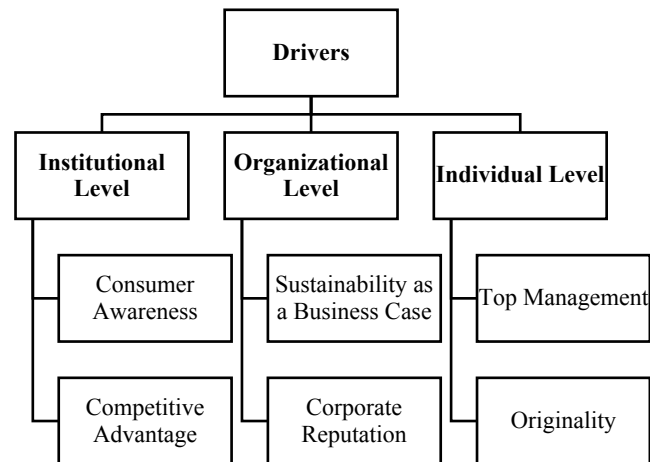 Drivers
Institutional
Level
Organizational
Level
Individual Level
Consumer
Awareness
Sustainability as
a Business Case
Top Management
Competitive
Advantage
Corporate
Reputation
Originality